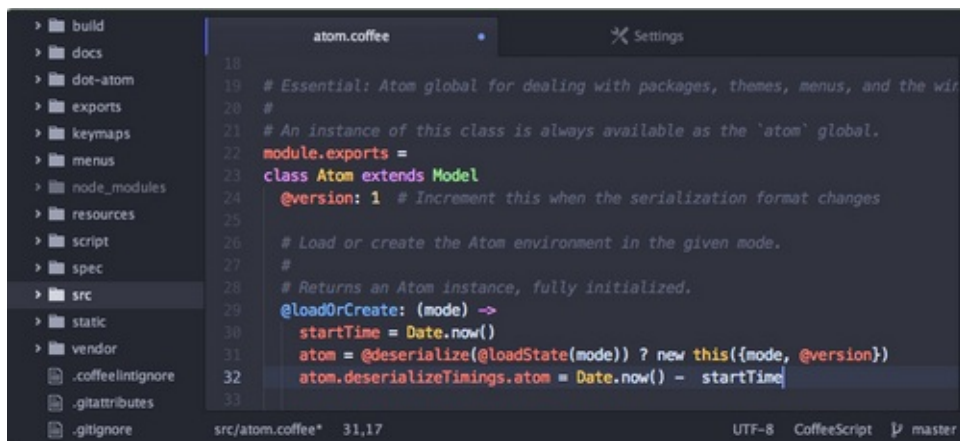 build
docs
dot-atom
exports
keymaps
menus
node_modules
resources
script
spec
src
static
vendor
.coffeelintignore
.gitattributes
.gitignore
atom.coffee
Settings
18
19 # Essential: Atom global for dealing with packages, themes, menus, and the win
20 #
21 # An instance of this class is always available as the `atom` global.
22 module.exports =
23 class Atom extends Model
24 @version: 1 # Increment this when the serialization format changes
25
26 # Load or create the Atom environment in the given mode.
27 #
28 # Returns an Atom instance, fully initialized.
29 @loadOrCreate: (mode) ->
30 startTime = Date.now()
31 atom = @deserialize(@loadState(mode)) ? new this({mode, @version})
32 atom.deserializeTimings.atom = Date.now() - startTime
33
src/atom.coffee* 31,17 UTF-8 CoffeeScript master